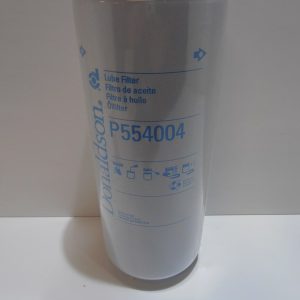 Donaldson
Lube Filter
Filtro de aceite
Filtre à huile
Ölfilter
P554004